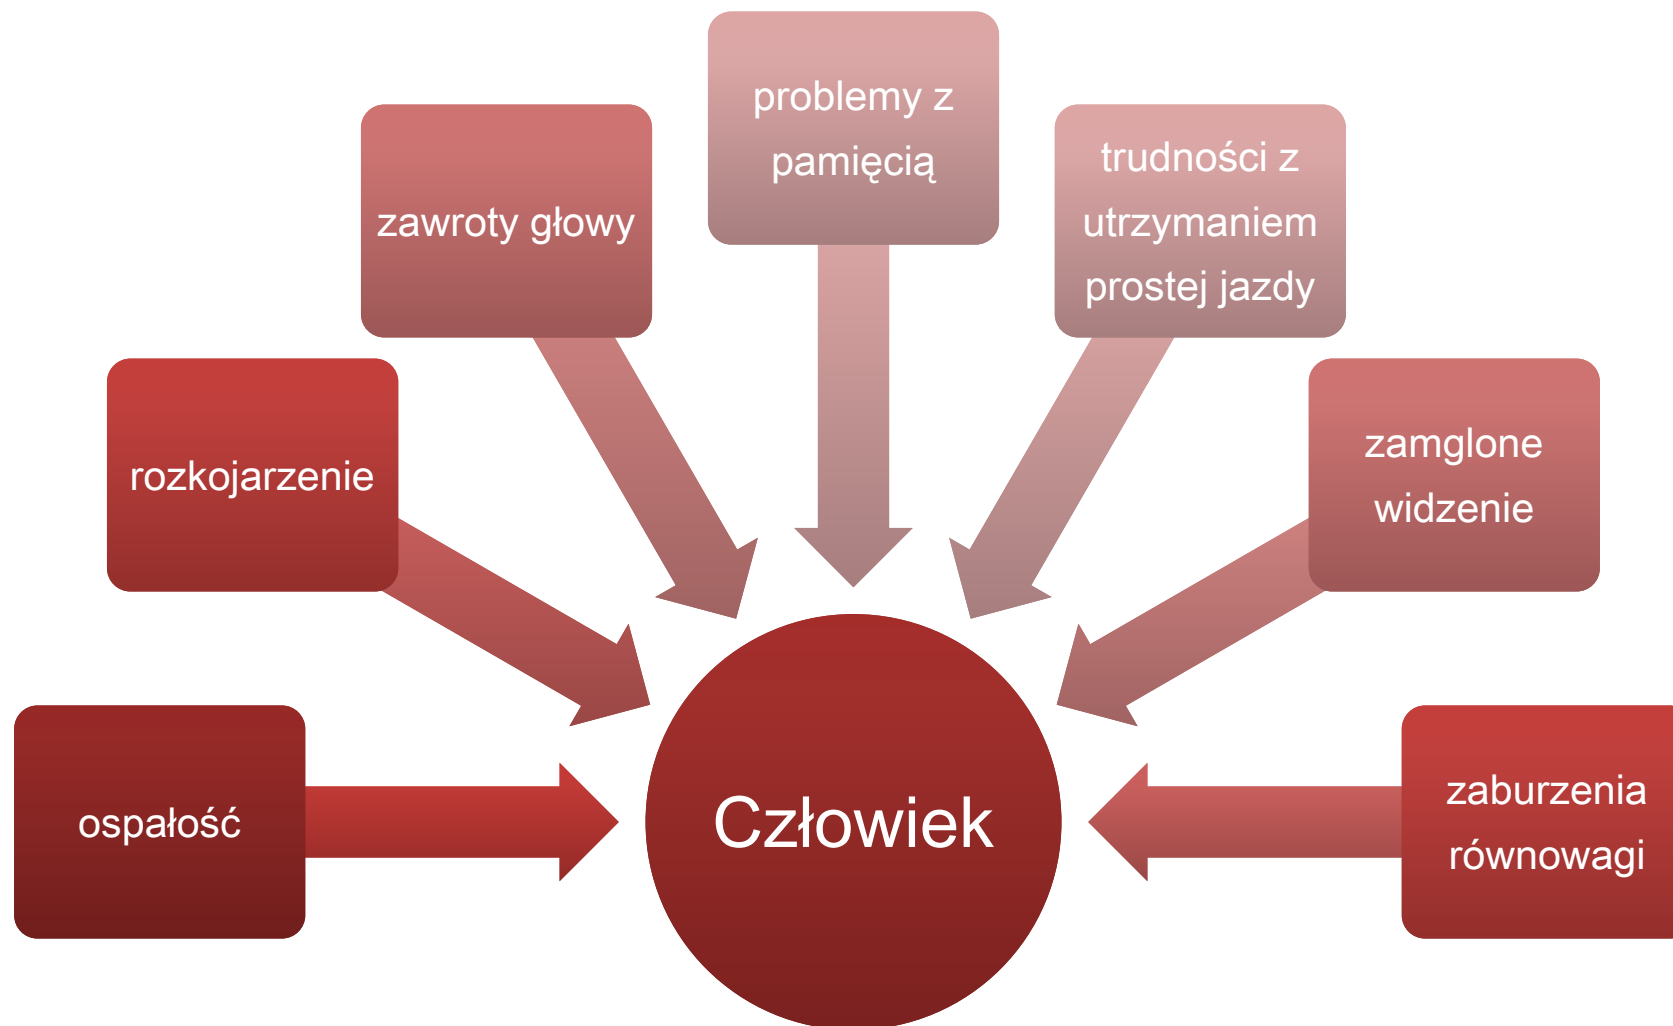 problemy z
pamięcią
trudności z
utrzymaniem
prostej jazdy
zawroty głowy
zamglone
widzenie
rozkojarzenie
zaburzenia
równowagi
ospałość
Człowiek